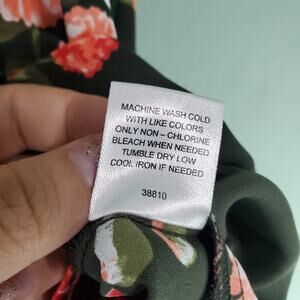 MACHINE WASH COLD
WITH LIKE COLORS
ONLY NON – CHLORINE
BLEACH WHEN NEEDED
TUMBLE DRY LOW
COOL IRON IF NEEDED
38810